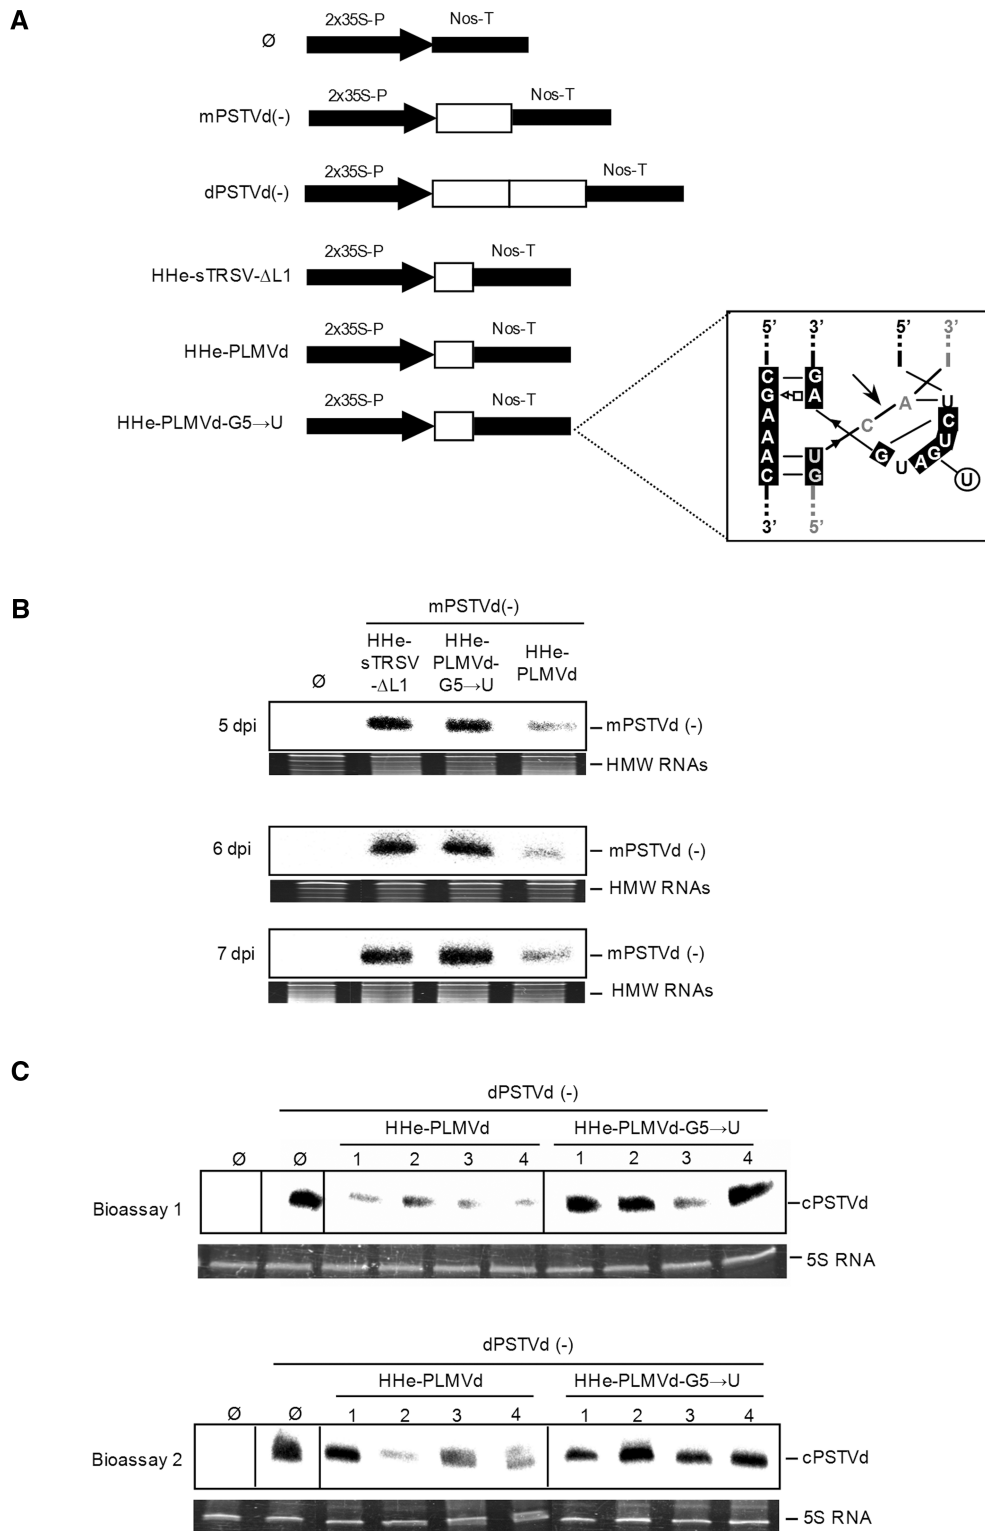 A
2x35S-P Nos-T
Ø
2x35S-P Nos-T
mPSTVd(-)
2x35S-P Nos-T
dPSTVd(-)
2x35S-P Nos-T
HHe-sTRSV-ΔL1
2x35S-P Nos-T
HHe-PLMVd
2x35S-P Nos-T
HHe-PLMVd-G5→U
5' 3' 5' 3'
C G
G A A U
A C C
A G U A G U
A U U
C G
3' 5'
B
mPSTVd(-)
Ø
HHe-
sTRSV
-ΔL1
HHe-
PLMVd-
G5→U
HHe-
PLMVd
5 dpi mPSTVd (-)
HMW RNAs
6 dpi mPSTVd (-)
HMW RNAs
7 dpi mPSTVd (-)
HMW RNAs
C
dPSTVd (-)
HHe-PLMVd HHe-PLMVd-G5→U
Ø Ø 1 2 3 4 1 2 3 4
Bioassay 1 cPSTVd
5S RNA
dPSTVd (-)
HHe-PLMVd HHe-PLMVd-G5→U
Ø Ø 1 2 3 4 1 2 3 4
Bioassay 2 cPSTVd
5S RNA